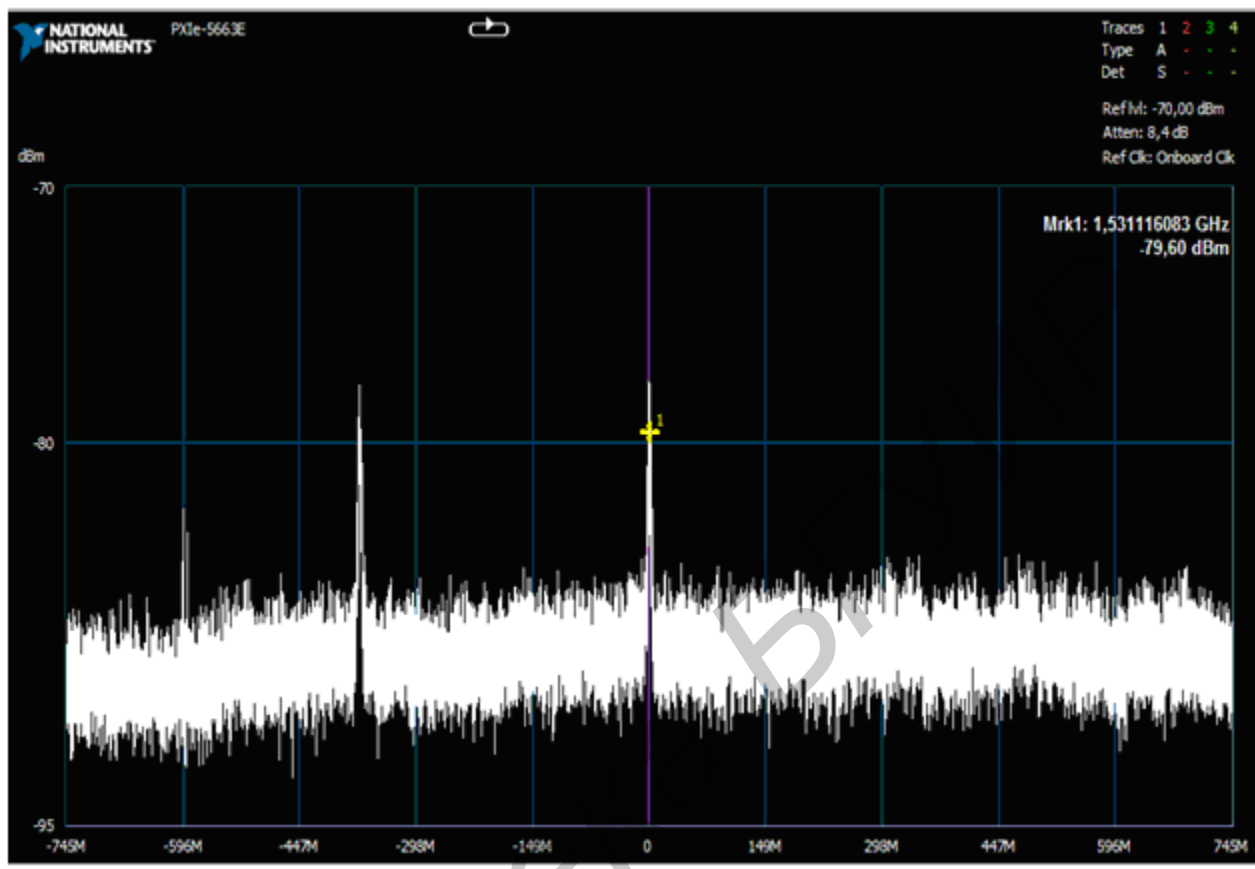 NATIONAL INSTRUMENTS
PXIe-5663E
Traces 1 2 3 4
Type A - - -
Det S - - -
Ref lvl: -70,00 dBm
Atten: 8,4 dB
Ref Clk: Onboard Clk
dBm
-70
Mrk1: 1,531116083 GHz
-79,60 dBm
1
-80
-95
-745M -596M -447M -298M -149M 0 149M 298M 447M 596M 745M